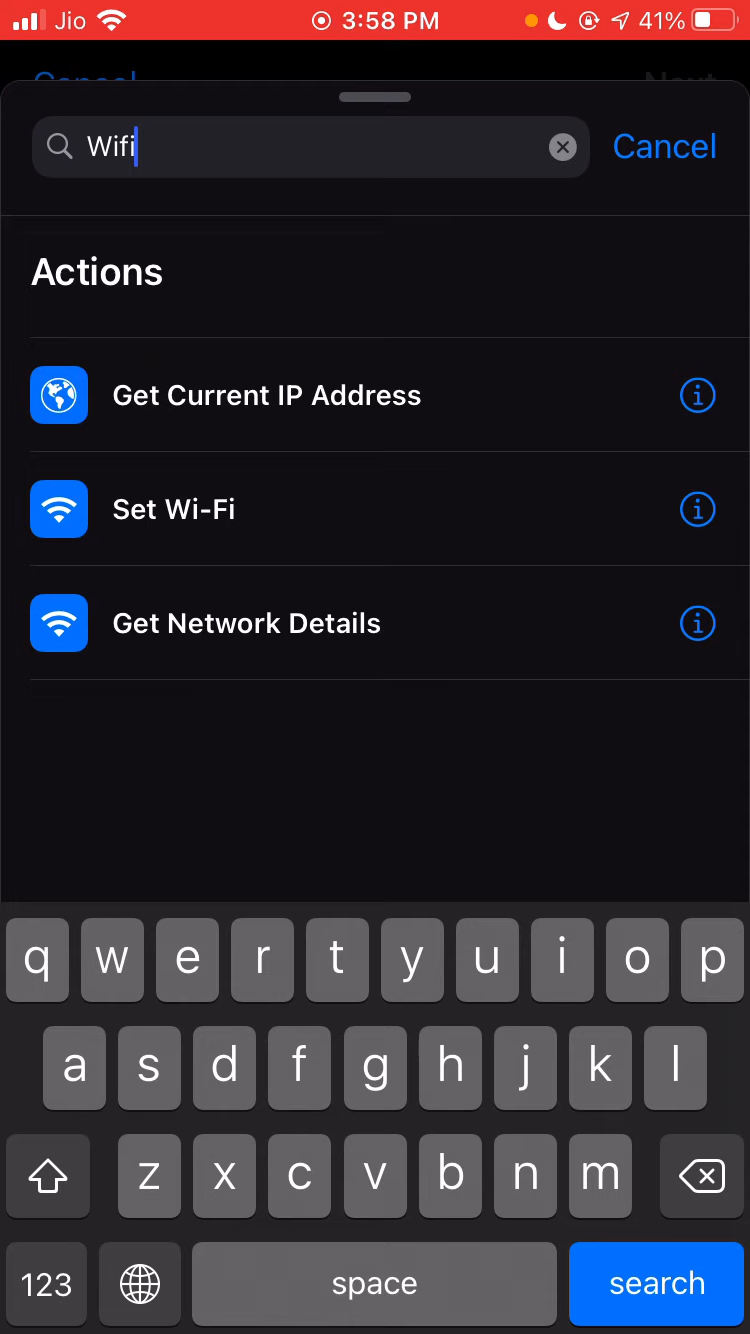 Jio 3:58 PM 41%
Cancel Next
Wifi Cancel
Actions
Get Current IP Address
Set Wi-Fi
Get Network Details
q w e r t y u i o p
a s d f g h j k l
z x c v b n m
123 space search